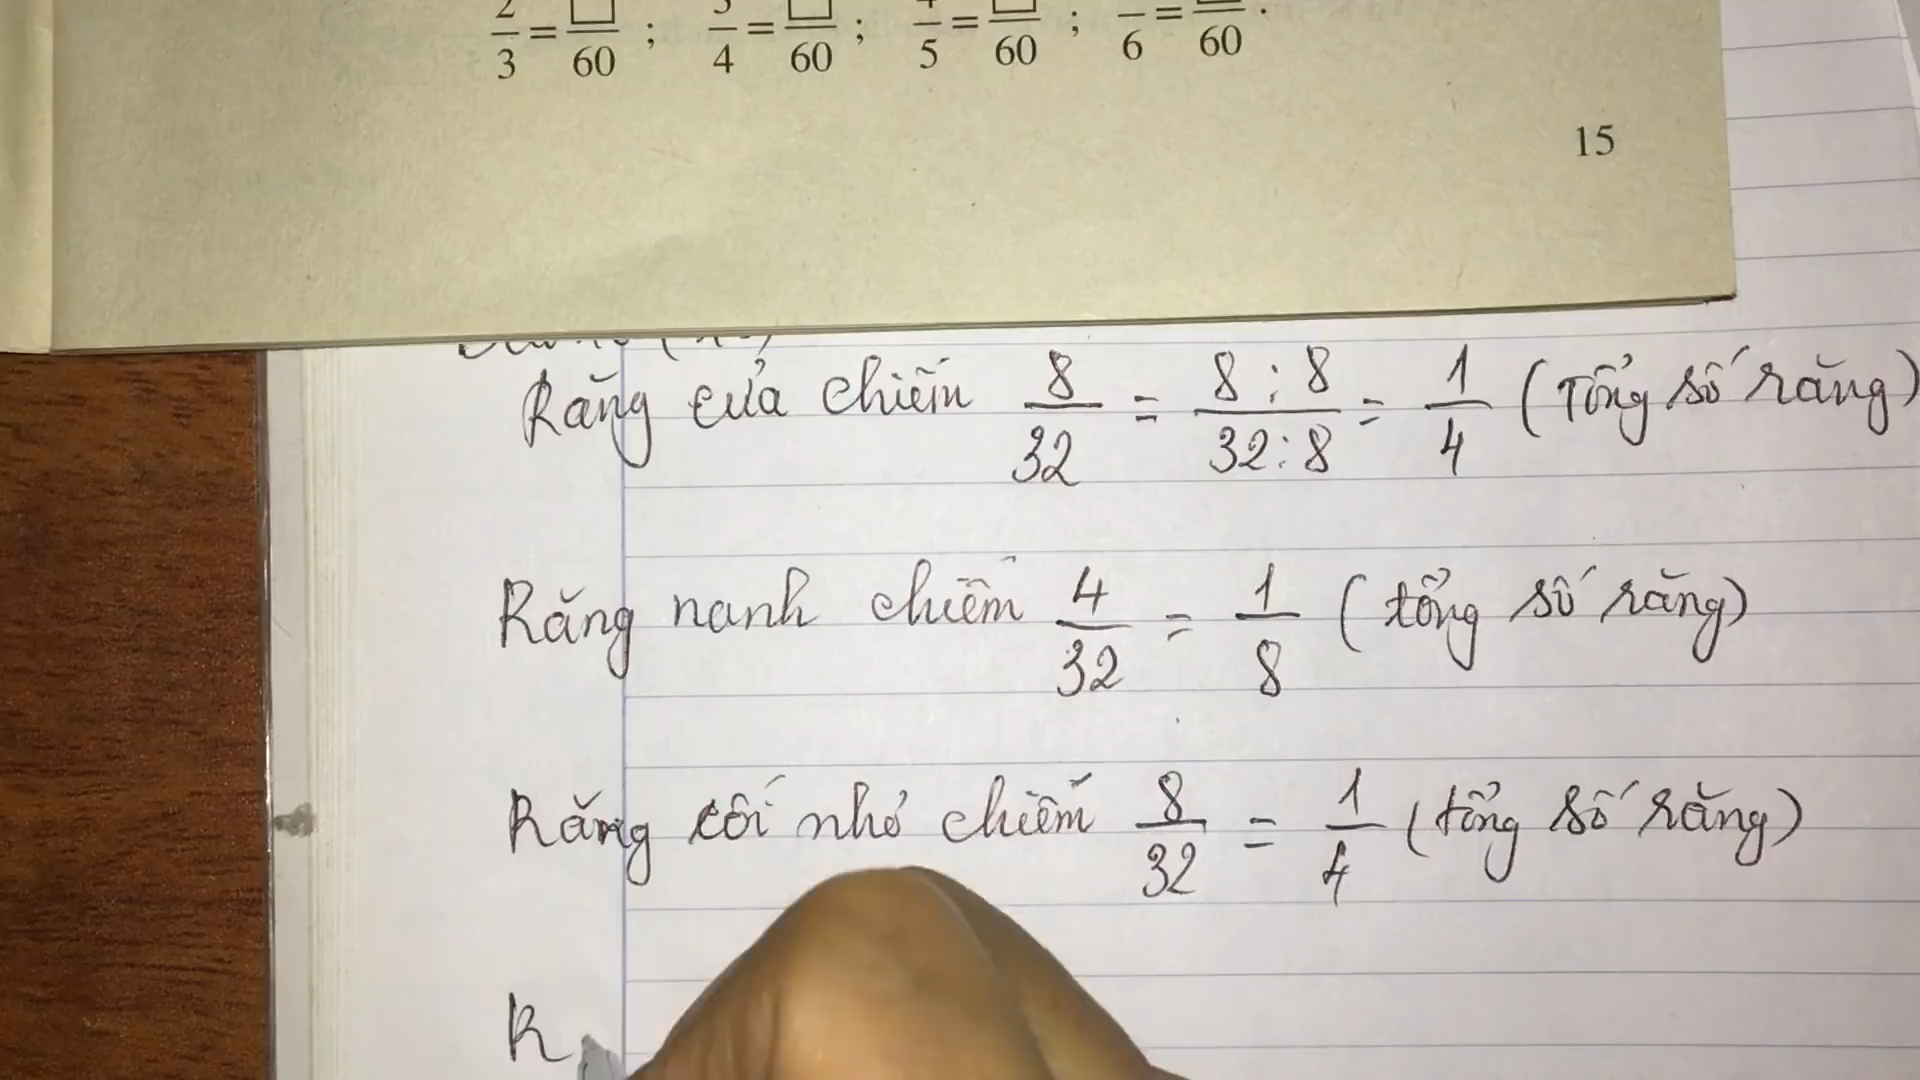 2/3 = □/60 ; 3/4 = □/60 ; 4/5 = □/60 ; /6 = □/60 .
15
Răng cửa chiếm 8/32 = 8 : 8/32 : 8 = 1/4 (Tổng số răng)
Răng nanh chiếm 4/32 = 1/8 (tổng số răng)
Răng cối nhỏ chiếm 8/32 = 1/4 (tổng số răng)
R